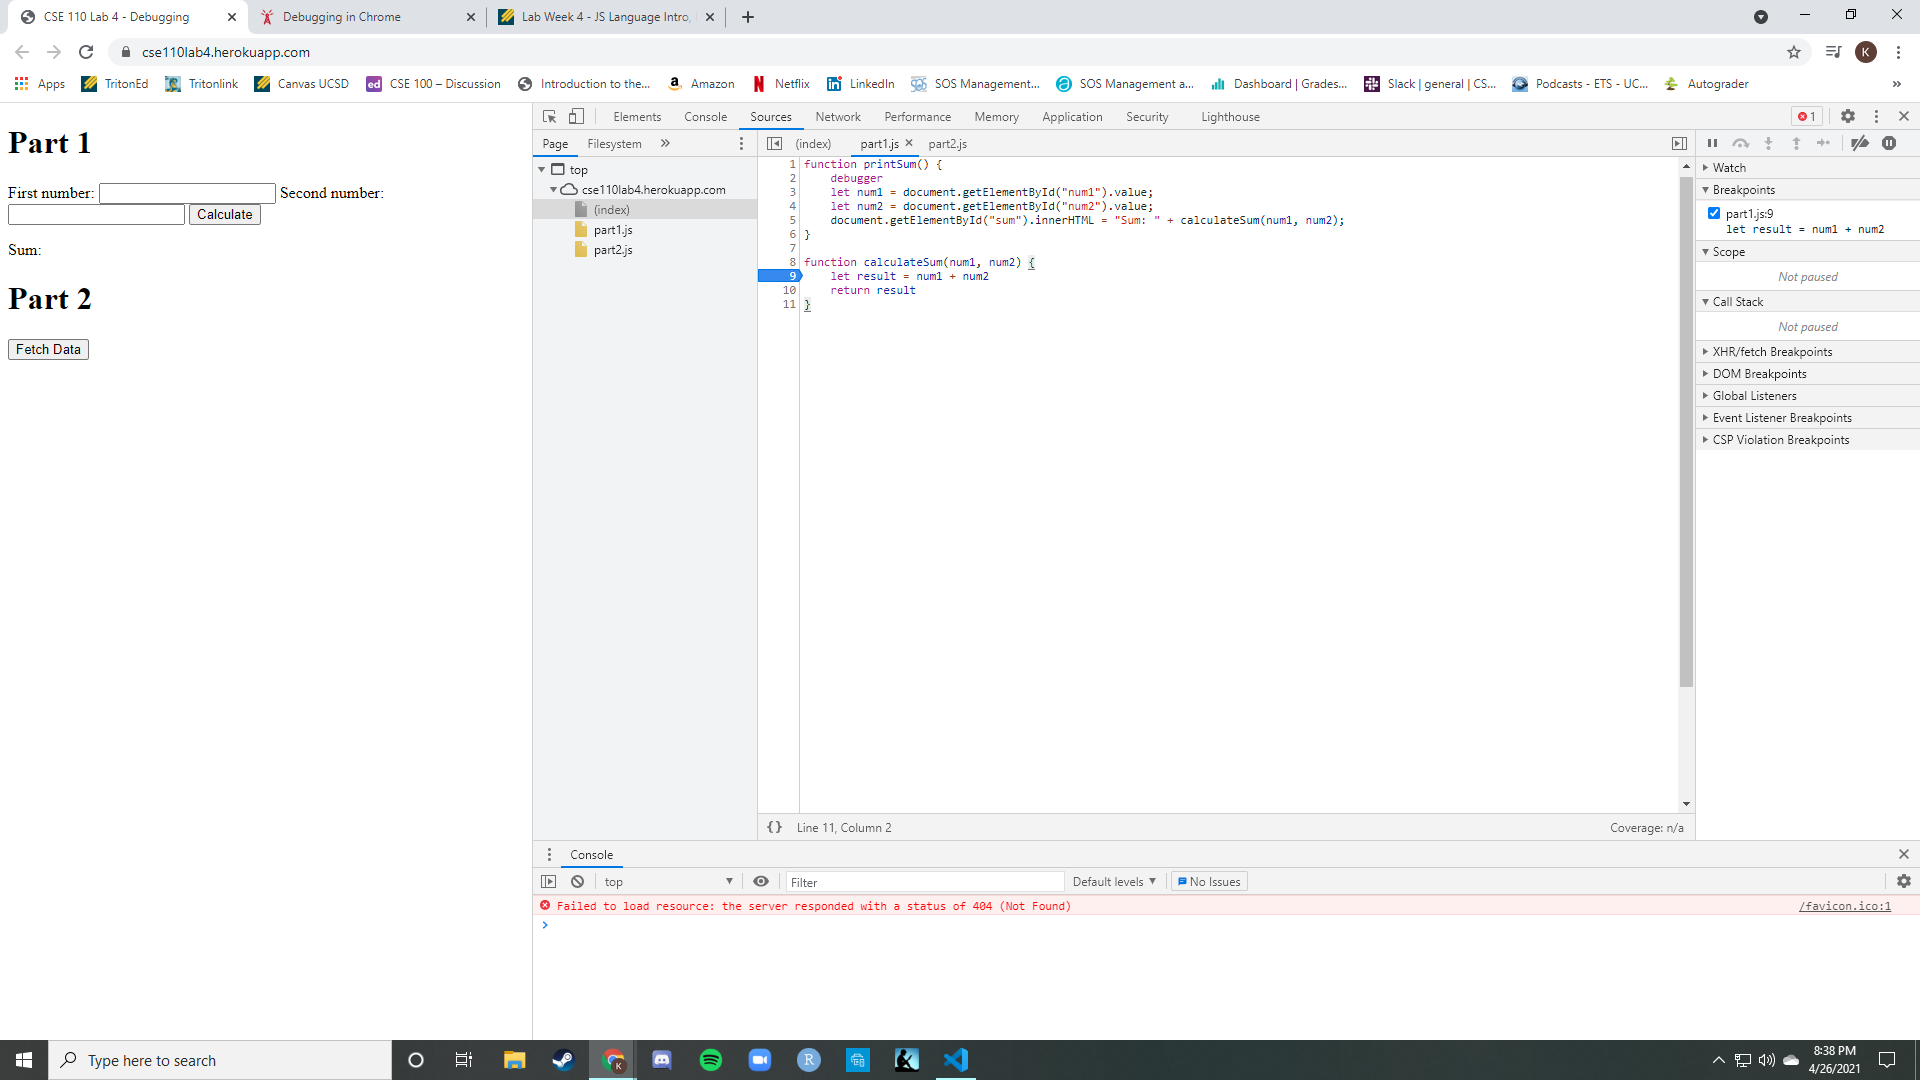 CSE 110 Lab 4 - Debugging
Debugging in Chrome
Lab Week 4 - JS Language Intro,
cse110lab4.herokuapp.com
K
Apps
TritonEd
Tritonlink
Canvas UCSD
ed
CSE 100 – Discussion
Introduction to the...
Amazon
Netflix
LinkedIn
SOS Management...
SOS Management a...
Dashboard | Grades...
Slack | general | CS...
Podcasts - ETS - UC...
Autograder
»
Part 1
First number:
Second number:
Calculate
Sum:
Part 2
Fetch Data
Elements
Console
Sources
Network
Performance
Memory
Application
Security
Lighthouse
1
Page
Filesystem
»
top
cse110lab4.herokuapp.com
(index)
part1.js
part2.js
(index)
part1.js
part2.js
1 function printSum() {
2 debugger
3 let num1 = document.getElementById("num1").value;
4 let num2 = document.getElementById("num2").value;
5 document.getElementById("sum").innerHTML = "Sum: " + calculateSum(num1, num2);
6 }
7
8 function calculateSum(num1, num2) {
9 let result = num1 + num2
10 return result
11 }
{} Line 11, Column 2
Coverage: n/a
Watch
Breakpoints
part1.js:9
let result = num1 + num2
Scope
Not paused
Call Stack
Not paused
XHR/fetch Breakpoints
DOM Breakpoints
Global Listeners
Event Listener Breakpoints
CSP Violation Breakpoints
Console
top
Filter
Default levels
No Issues
Failed to load resource: the server responded with a status of 404 (Not Found)
/favicon.ico:1
Type here to search
K
R
8:38 PM
4/26/2021